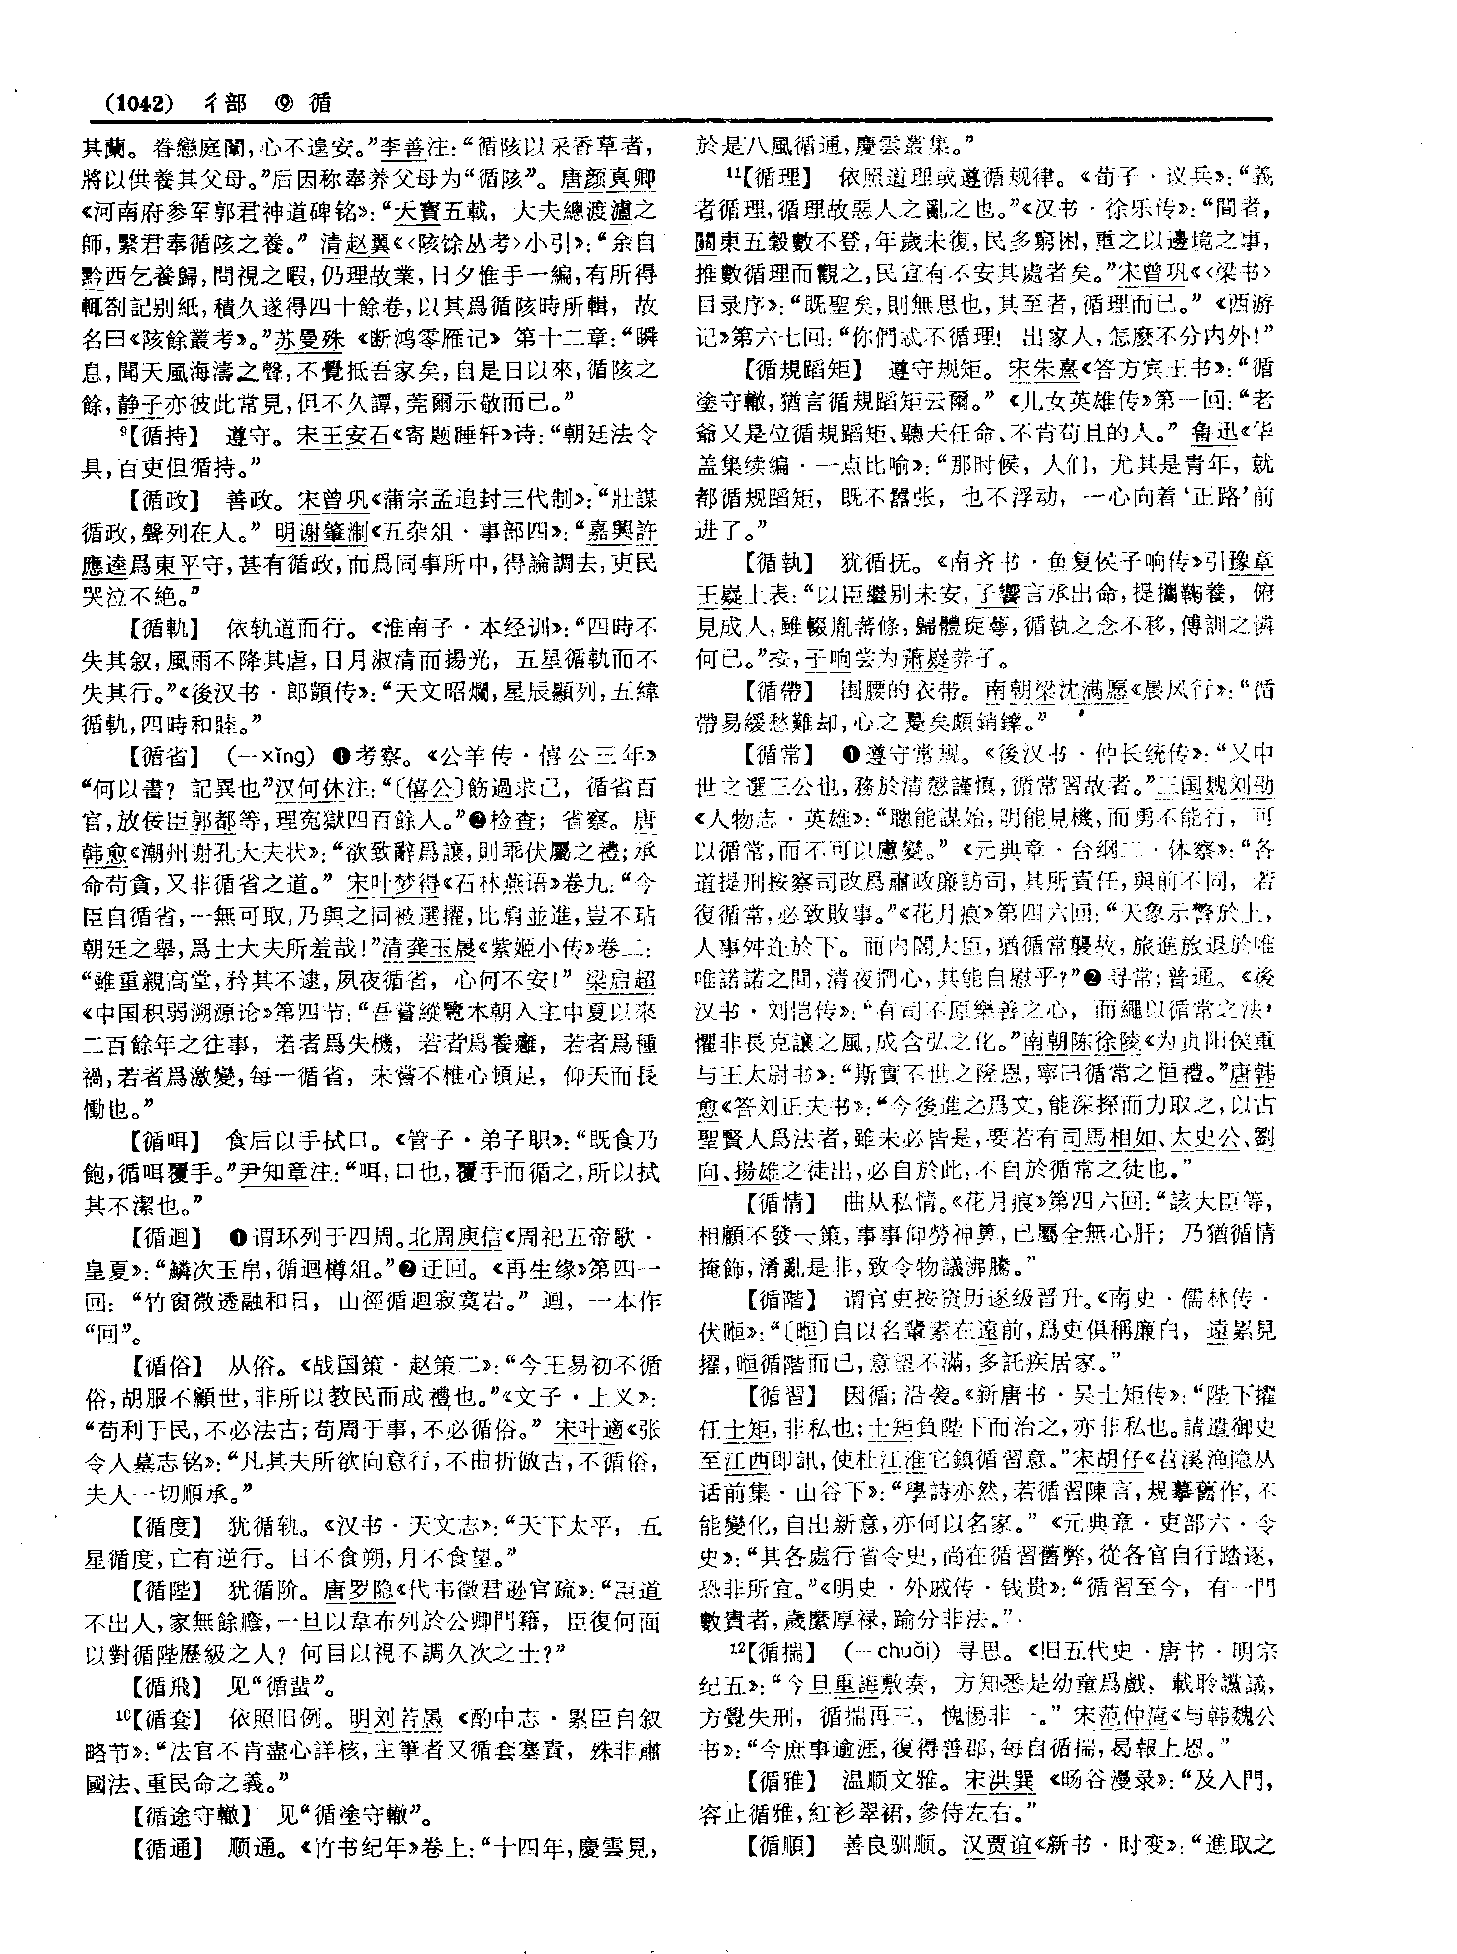 (1042) 彳部 ⑨ 循
其蘭。眷戀庭闈，心不遑安。”李善注：“循陔以采香草者，
將以供養其父母。”后因称奉养父母为“循陔”。唐颜真卿
《河南府参军郭君神道碑铭》：“天寶五載，大夫總渡瀘之
師，繫君奉循陔之養。”清赵翼《〈陔馀丛考〉小引》：“余自
黔西乞養歸，問視之暇，仍理故業，日夕惟手一編，有所得
輒劄記别紙，積久遂得四十餘卷，以其爲循陔時所輯，故
名曰《陔餘叢考》。”苏曼殊《断鸿零雁记》第十二章：“瞬
息，聞天風海濤之聲，不覺抵吾家矣，自是日以來，循陔之
餘，静子亦彼此常見，但不久譚，莞爾示敬而已。”
9【循持】 遵守。宋王安石《寄题睡轩》诗：“朝廷法令
具，百吏但循持。”
【循政】 善政。宋曾巩《蒲宗孟追封三代制》：“壯謀
循政，聲列在人。”明谢肇淛《五杂俎·事部四》：“嘉興許
應逵爲東平守，甚有循政，而爲同事所中，得論調去，吏民
哭泣不絶。”
【循軌】 依轨道而行。《淮南子·本经训》：“四時不
失其叙，風雨不降其虐，日月淑清而揚光，五星循軌而不
失其行。”《後汉书·郎顗传》：“天文昭爛，星辰顯列，五緯
循軌，四時和睦。”
【循省】 (—xǐng) ❶考察。《公羊传·僖公三年》
“何以書？記異也”汉何休注：“〔僖公〕飭過求己，循省百
官，放佞臣郭都等，理冤獄四百餘人。”❷检查；省察。唐
韩愈《潮州谢孔大夫状》：“欲致辭爲讓，則乖伏屬之禮；承
命苟貪，又非循省之道。”宋叶梦得《石林燕语》卷九：“今
臣自循省，一無可取，乃與之同被選擢，比肩並進，豈不玷
朝廷之舉，爲士大夫所羞哉！”清龚玉晨《紫姬小传》卷二：
“雖重親高堂，矜其不逮，夙夜循省，心何不安！”梁启超
《中国积弱溯源论》第四节：“吾嘗縱覽本朝入主中夏以來
二百餘年之往事，若者爲失機，若者爲養癰，若者爲種
禍，若者爲激變，每一循省，未嘗不椎心頓足，仰天而長
慟也。”
【循咡】 食后以手拭口。《管子·弟子职》：“既食乃
飽，循咡覆手。”尹知章注：“咡，口也，覆手而循之，所以拭
其不潔也。”
【循迴】 ❶谓环列于四周。北周庾信《周祀五帝歌·
皇夏》：“鱗次玉帛，循迴樽俎。”❷迂回。《再生缘》第四一
回：“竹窗微透融和日，山徑循迴寂寞岩。”迴，一本作
“回”。
【循俗】 从俗。《战国策·赵策二》：“今王易初不循
俗，胡服不顧世，非所以教民而成禮也。”《文子·上义》：
“苟利于民，不必法古；苟周于事，不必循俗。”宋叶適《张
令人墓志铭》：“凡其夫所欲向意行，不曲折倣古，不循俗，
夫人一切順承。”
【循度】 犹循轨。《汉书·天文志》：“天下太平，五
星循度，亡有逆行。日不食朔，月不食望。”
【循陛】 犹循阶。唐罗隐《代韦徵君逊官疏》：“臣道
不出人，家無餘廕，一旦以韋布列於公卿門籍，臣復何面
以對循陛歷級之人？何目以視不調久次之士？”
【循飛】 见“循蜚”。
10【循套】 依照旧例。明刘若愚《酌中志·累臣自叙
略节》：“法官不肯盡心詳核，主筆者又循套塞責，殊非肅
國法、重民命之義。”
【循途守轍】 见“循塗守轍”。
【循通】 顺通。《竹书纪年》卷上：“十四年，慶雲見，
於是八風循通，慶雲叢集。”
11【循理】 依照道理或遵循规律。《荀子·议兵》：“義
者循理，循理故惡人之亂之也。”《汉书·徐乐传》：“間者，
關東五穀數不登，年歲未復，民多窮困，重之以邊境之事，
推數循理而觀之，民宜有不安其處者矣。”宋曾巩《〈梁书〉
目录序》：“既聖矣，則無思也，其至者，循理而已。”《西游
记》第六七回：“你們忒不循理！出家人，怎麽不分内外！”
【循規蹈矩】 遵守规矩。宋朱熹《答方宾王书》：“循
塗守轍，猶言循規蹈矩云爾。”《儿女英雄传》第一回：“老
爺又是位循規蹈矩、聽天任命、不肯苟且的人。”鲁迅《华
盖集续编·一点比喻》：“那时候，人们，尤其是青年，就
都循规蹈矩，既不嚣张，也不浮动，一心向着‘正路’前
进了。”
【循執】 犹循抚。《南齐书·鱼复侯子响传》引豫章
王嶷上表：“以臣繼别未安，子響言承出命，提攜鞠養，俯
見成人，雖輟胤蕃條，歸體琁萼，循執之念不移，傅訓之憐
何已。”按，子响尝为萧嶷养子。
【循帶】 围腰的衣带。南朝梁沈满愿《晨风行》：“循
帶易緩愁難却，心之憂矣頗銷鑠。”
【循常】 ❶遵守常规。《後汉书·仲长统传》：“又中
世之選三公也，務於清慤謹慎，循常習故者。”三国魏刘劭
《人物志·英雄》：“聰能謀始，明能見機，而勇不能行，可
以循常，而不可以慮變。”《元典章·台纲二·体察》：“各
道提刑按察司改爲肅政廉訪司，其所責任，與前不同，若
復循常，必致敗事。”《花月痕》第四六回：“天象示警於上，
人事舛迕於下。而内閣大臣，猶循常襲故，旅進旅退於唯
唯諾諾之間，清夜捫心，其能自慰乎？”❷寻常；普通。《後
汉书·刘恺传》：“有司不原樂善之心，而繩以循常之法，
懼非長克讓之風，成含弘之化。”南朝陈徐陵《为贞阳侯重
与王太尉书》：“斯實不世之隆恩，寧曰循常之恒禮。”唐韩
愈《答刘正夫书》：“今後進之爲文，能深探而力取之，以古
聖賢人爲法者，雖未必皆是，要若有司馬相如、太史公、劉
向、揚雄之徒出，必自於此，不自於循常之徒也。”
【循情】 曲从私情。《花月痕》第四六回：“該大臣等，
相顧不發一策，事事仰勞神算，已屬全無心肝；乃猶循情
掩飾，淆亂是非，致令物議沸騰。”
【循階】 谓官吏按资历逐级晋升。《南史·儒林传·
伏暅》：“〔暅〕自以名輩素在遠前，爲吏俱稱廉白，遠累見
擢，暅循階而已，意望不滿，多託疾居家。”
【循習】 因循；沿袭。《新唐书·吴士矩传》：“陛下擢
任士矩，非私也；士矩負陛下而治之，亦非私也。請遣御史
至江西即訊，使杜江淮它鎮循習意。”宋胡仔《苕溪渔隐丛
话前集·山谷下》：“學詩亦然，若循習陳言，規摹舊作，不
能變化，自出新意，亦何以名家。”《元典章·吏部六·令
史》：“其各處行省令史，尚在循習舊弊，從各官自行踏逐，
恐非所宜。”《明史·外戚传·钱贵》：“循習至今，有一門
數貴者，歲麋厚禄，踰分非法。”
12【循揣】 (—chuǎi) 寻思。《旧五代史·唐书·明宗
纪五》：“今旦重誨敷奏，方知悉是幼童爲戲，載聆讜議，
方覺失刑，循揣再三，愧惕非一。”宋范仲淹《与韩魏公
书》：“今庶事逾涯，復得善郡，每自循揣，曷報上恩。”
【循雅】 温顺文雅。宋洪巽《旸谷漫录》：“及入門，
容止循雅，紅衫翠裙，參侍左右。”
【循順】 善良驯顺。汉贾谊《新书·时变》：“進取之